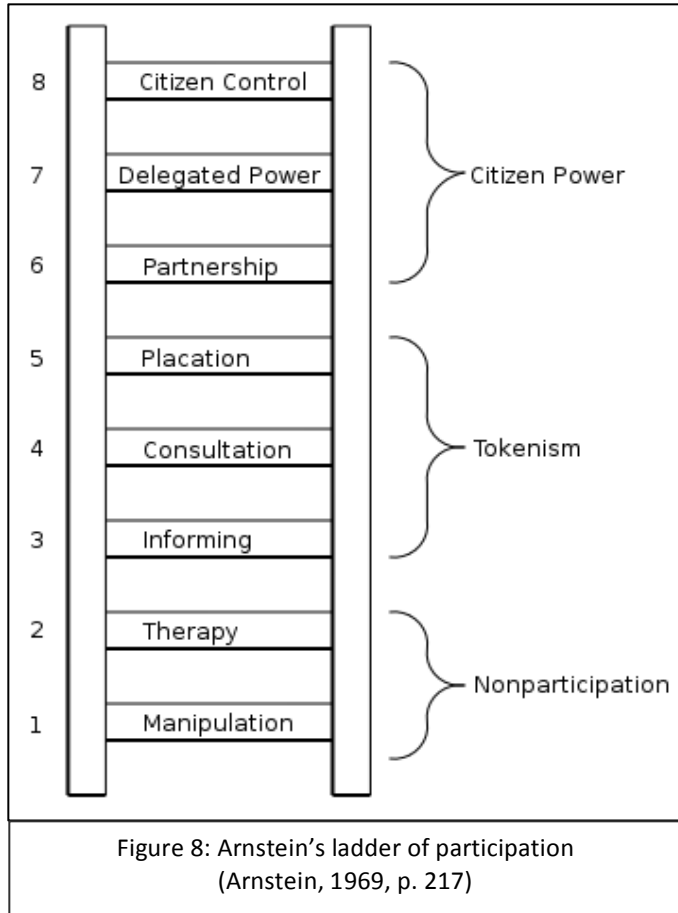 8 Citizen Control
7 Delegated Power Citizen Power
6 Partnership
5 Placation
4 Consultation Tokenism
3 Informing
2 Therapy
Nonparticipation
1 Manipulation
Figure 8: Arnstein’s ladder of participation
(Arnstein, 1969, p. 217)